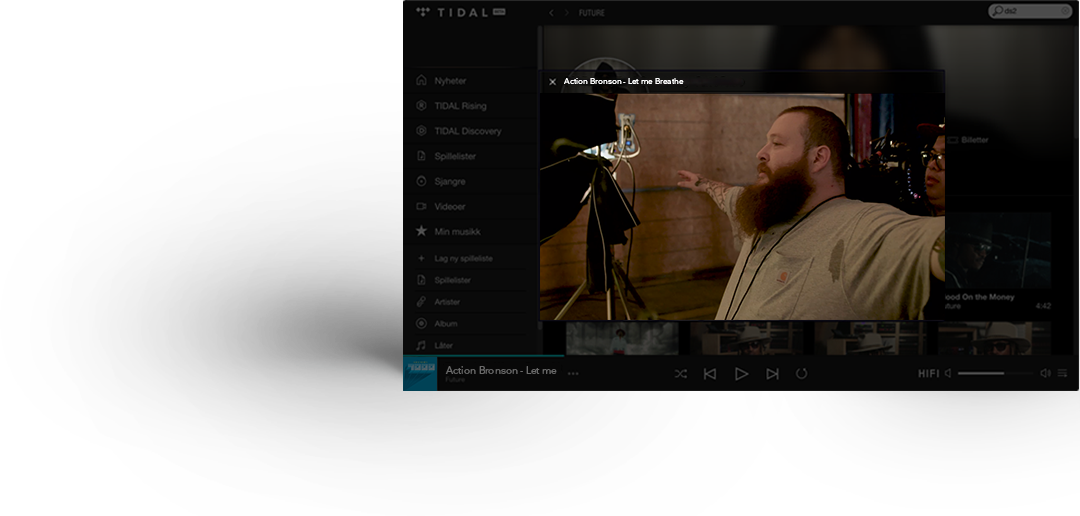 TIDAL BETA
FUTURE
ds2
Action Bronson - Let me Breathe
Nyheter
TIDAL Rising
TIDAL Discovery
Spillelister
Sjangre
Videoer
Min musikk
+ Lag ny spilleliste
Spillelister
Artister
Album
Låter
Billetter
ood On the Money
uture
4:42
Action Bronson - Let me
Future
HIFI